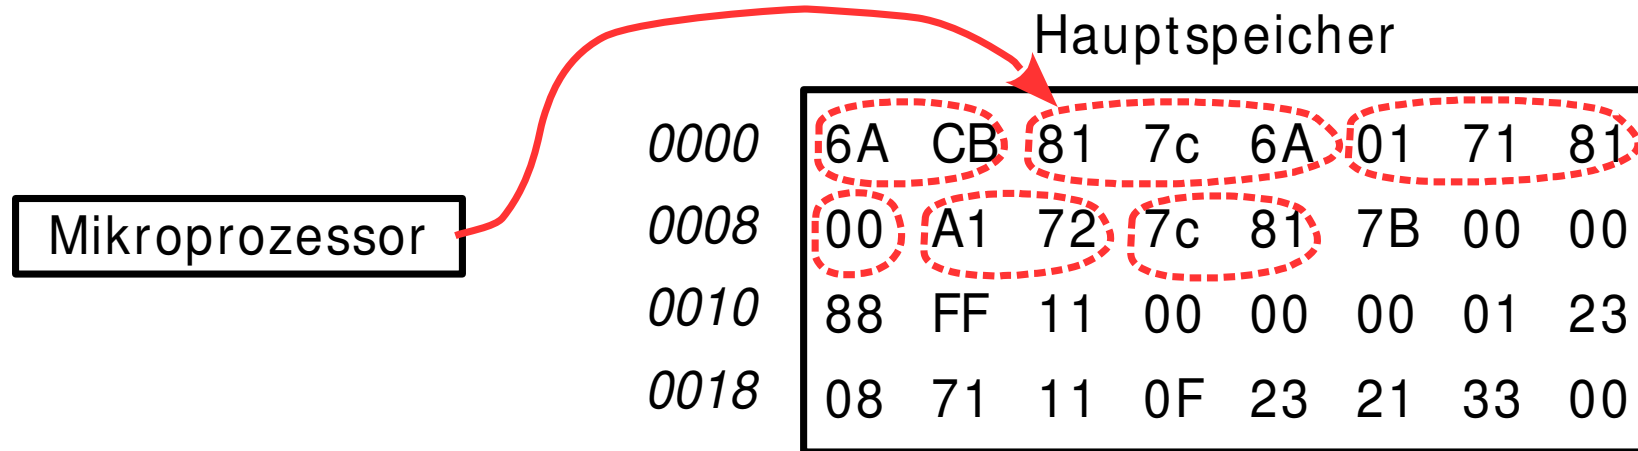 Hauptspeicher
0000 6A CB 81 7c 6A 01 71 81
Mikroprozessor
0008 00 A1 72 7c 81 7B 00 00
0010 88 FF 11 00 00 00 01 23
0018 08 71 11 0F 23 21 33 00